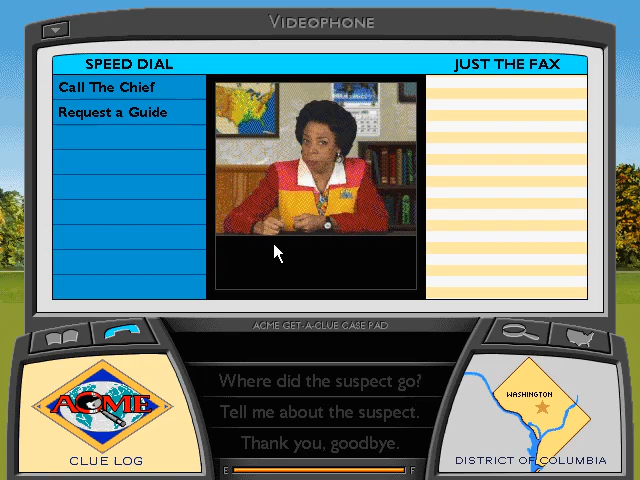 VIDEOPHONE
SPEED DIAL
JUST THE FAX
Call The Chief
Request a Guide
ACME GET-A-CLUE CASE PAD
Where did the suspect go?
Tell me about the suspect.
Thank you, goodbye.
E F
ACME
CLUE LOG
WASHINGTON
DISTRICT OF COLUMBIA